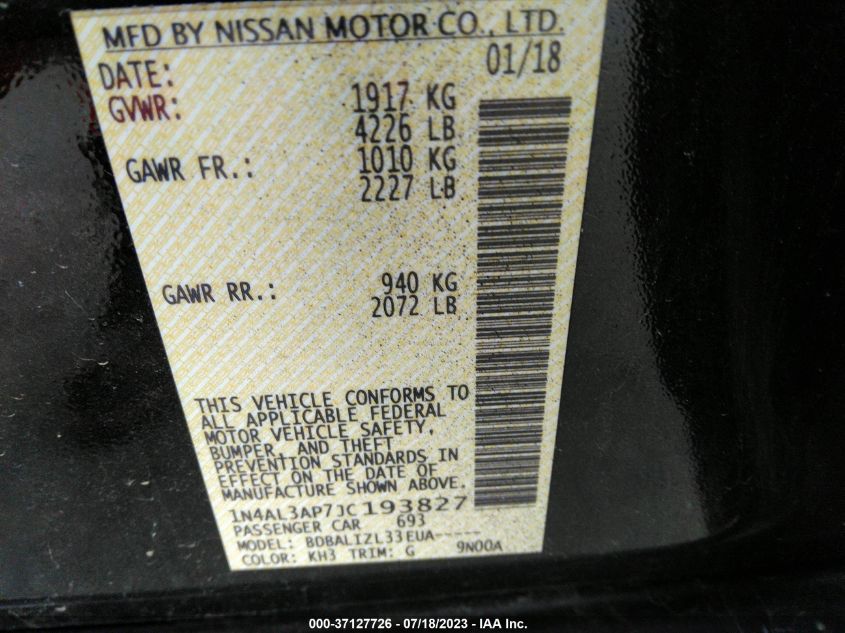 MFD BY NISSAN MOTOR CO., LTD.
DATE: 01/18
GVWR: 1917 KG
4226 LB
GAWR FR.: 1010 KG
2227 LB
GAWR RR.: 940 KG
2072 LB
THIS VEHICLE CONFORMS TO
ALL APPLICABLE FEDERAL
MOTOR VEHICLE SAFETY,
BUMPER, AND THEFT
PREVENTION STANDARDS IN
EFFECT ON THE DATE OF
MANUFACTURE SHOWN ABOVE.
1N4AL3AP7JC193827
PASSENGER CAR 693
MODEL: BDBALIZL33EUA-----
COLOR: KH3 TRIM: G 9N00A
000-37127726 - 07/18/2023 - IAA Inc.